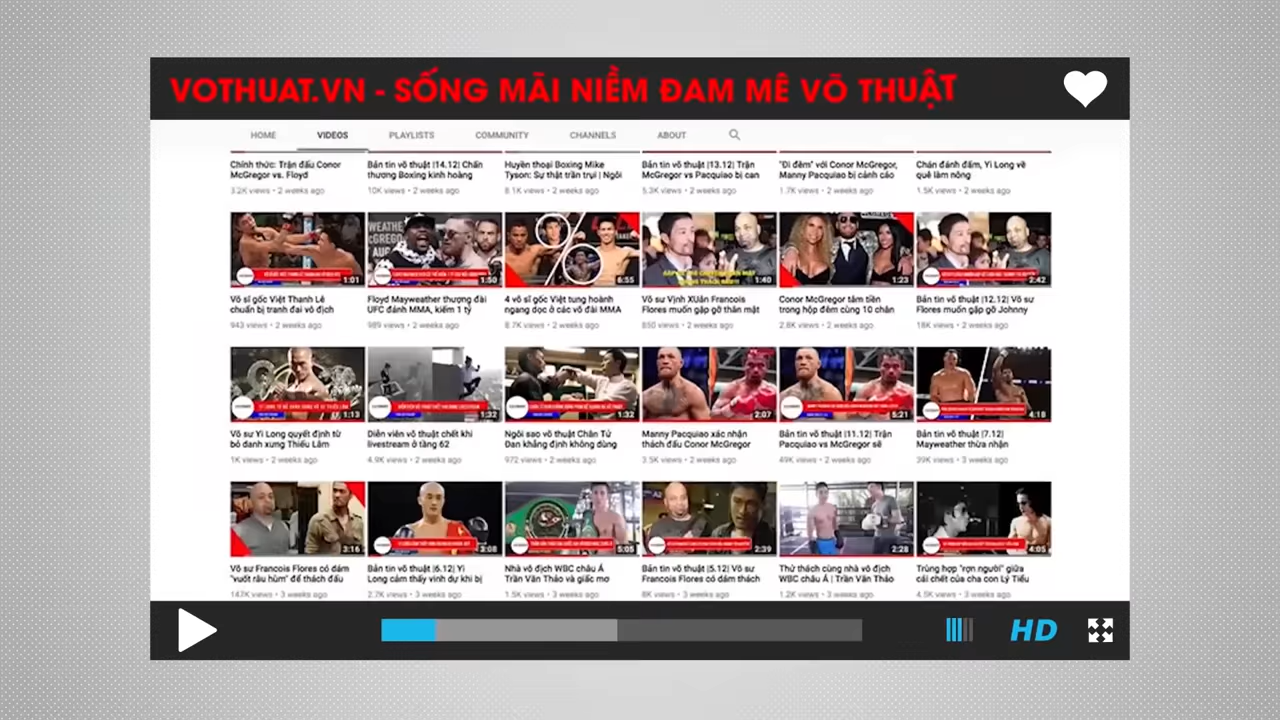 VOTHUAT.VN - SỐNG MÃI NIỀM ĐAM MÊ VÕ THUẬT
HOME VIDEOS PLAYLISTS COMMUNITY CHANNELS ABOUT
Chính thức: Trận đấu Conor
McGregor vs. Floyd
3.2K views • 2 weeks ago
Bản tin võ thuật |14.12| Chấn
thương Boxing kinh hoàng
10K views • 2 weeks ago
Huyền thoại Boxing Mike
Tyson: Sự thật trần trụi | Ngôi
8.1K views • 2 weeks ago
Bản tin võ thuật |13.12| Trận
McGregor vs Pacquiao bị can
5.3K views • 2 weeks ago
"Đi đêm" với Conor McGregor,
Manny Pacquiao bị cảnh cáo
1.7K views • 2 weeks ago
Chán đánh đấm, Yi Long về
quê làm nông
1.5K views • 2 weeks ago
1:01
1:50
6:55
1:40
1:23
2:42
Võ sĩ gốc Việt Thanh Lê
chuẩn bị tranh đai vô địch
943 views • 2 weeks ago
Floyd Mayweather thượng đài
UFC đánh MMA, kiếm 1 tỷ
989 views • 2 weeks ago
4 võ sĩ gốc Việt tung hoành
ngang dọc ở các võ đài MMA
8.7K views • 2 weeks ago
Võ sư Vịnh XUân Francois
Flores muốn gặp gỡ thân mật
850 views • 2 weeks ago
Conor McGregor tắm tiên
trong hộp đêm cùng 10 chân
2.8K views • 2 weeks ago
Bản tin võ thuật |12.12| Võ sư
Flores muốn gặp gỡ Johnny
18K views • 2 weeks ago
1:13
1:32
1:32
2:07
5:21
4:18
Võ sư Yi Long quyết định từ
bỏ danh xưng Thiếu Lâm
1K views • 2 weeks ago
Diễn viên võ thuật chết khi
livestream ở tầng 62
4.9K views • 2 weeks ago
Ngôi sao võ thuật Chân Tử
Đan khẳng định không dùng
972 views • 2 weeks ago
Manny Pacquiao xác nhận
thách đấu Conor McGregor
3.5K views • 2 weeks ago
Bản tin võ thuật |11.12| Trận
Pacquiao vs McGregor sẽ
49K views • 2 weeks ago
Bản tin võ thuật |7.12|
Mayweather thừa nhận
39K views • 3 weeks ago
3:16
3:08
5:05
2:39
2:28
4:05
Võ sư Francois Flores có dám
"vuốt râu hùm" để thách đấu
147K views • 3 weeks ago
Bản tin võ thuật |6.12| Yi
Long cảm thấy vinh dự khi bị
2.7K views • 3 weeks ago
Nhà vô địch WBC châu Á
Trần Văn Thảo và giấc mơ
1.5K views • 3 weeks ago
Bản tin võ thuật |5.12| Võ sư
Francois Flores có dám thách
8K views • 3 weeks ago
Thử thách cùng nhà vô địch
WBC châu Á | Trần Văn Thảo
1.2K views • 3 weeks ago
Trùng hợp "rợn người" giữa
cái chết của cha con Lý Tiểu
4.5K views • 3 weeks ago
HD